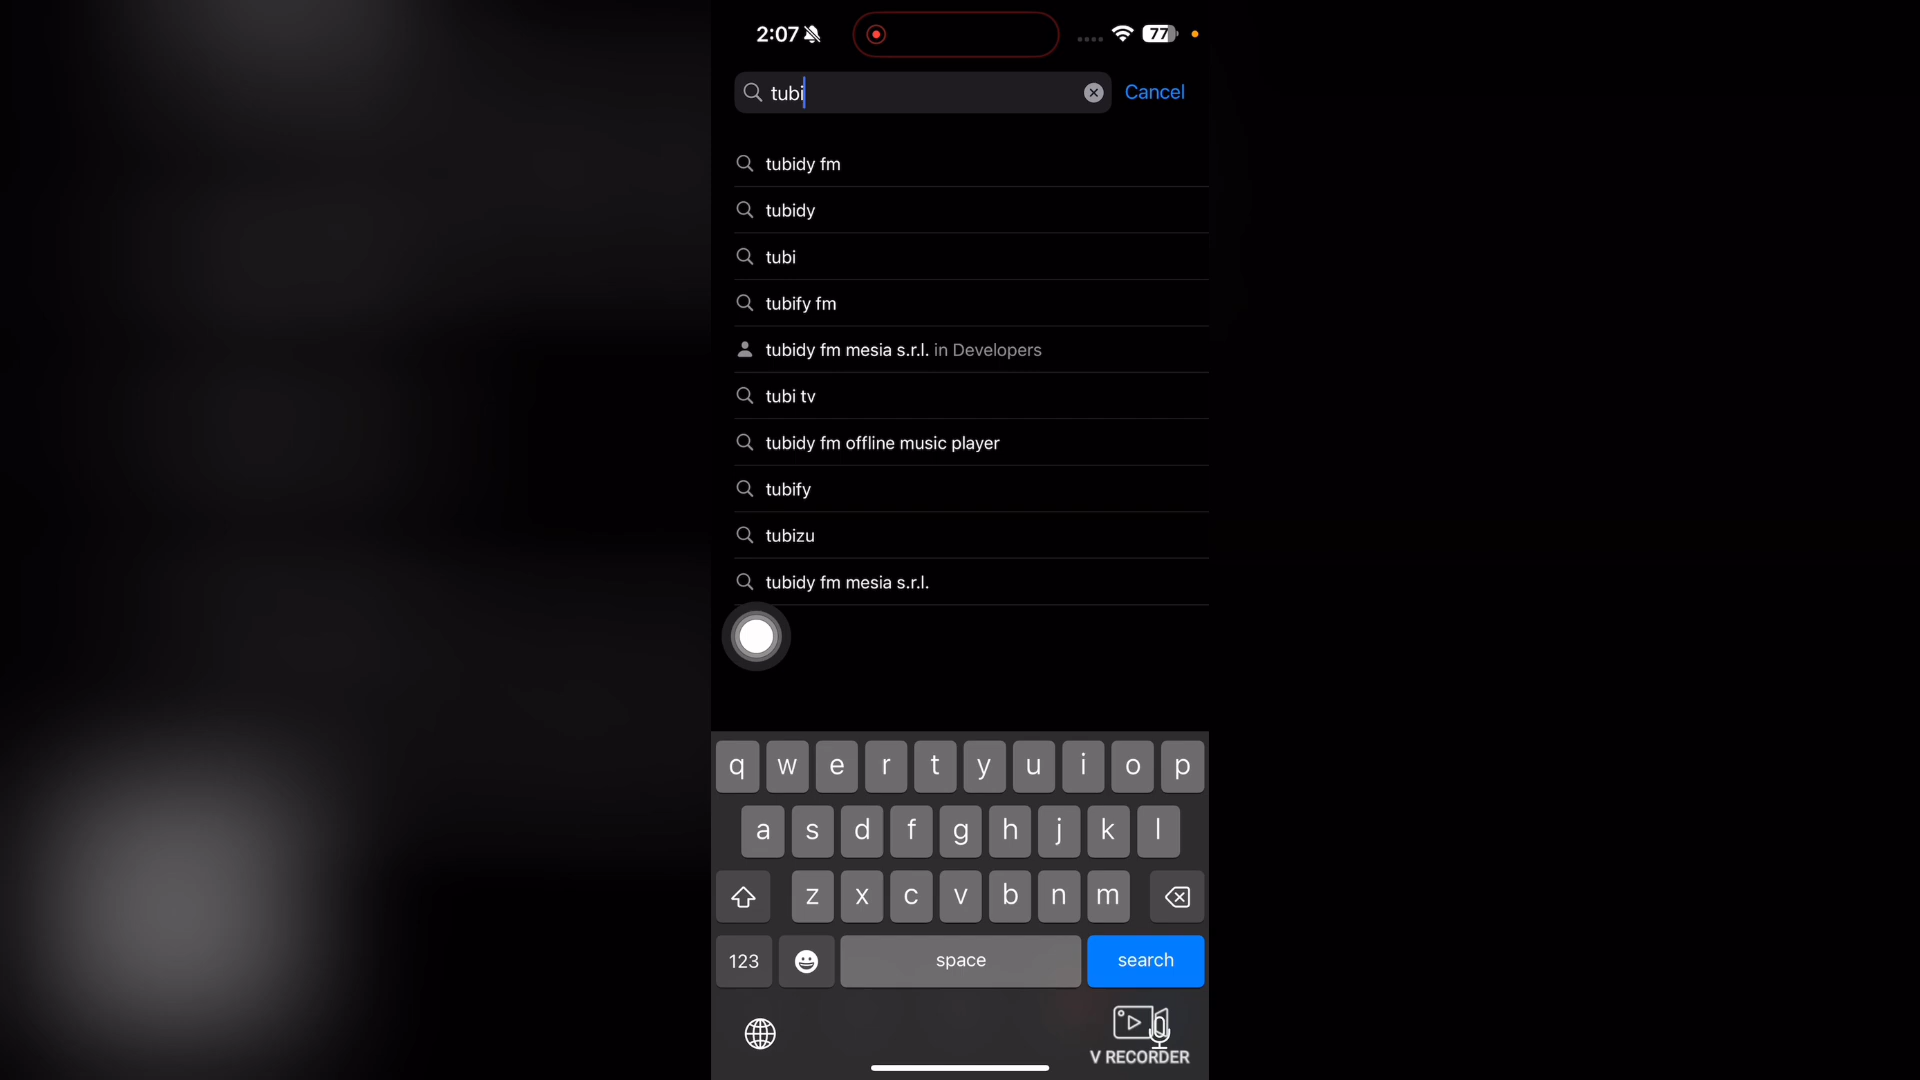 2:07
77
tubi
Cancel
tubidy fm
tubidy
tubi
tubify fm
tubidy fm mesia s.r.l. in Developers
tubi tv
tubidy fm offline music player
tubify
tubizu
tubidy fm mesia s.r.l.
q w e r t y u i o p
a s d f g h j k l
z x c v b n m
123 space search
V RECORDER